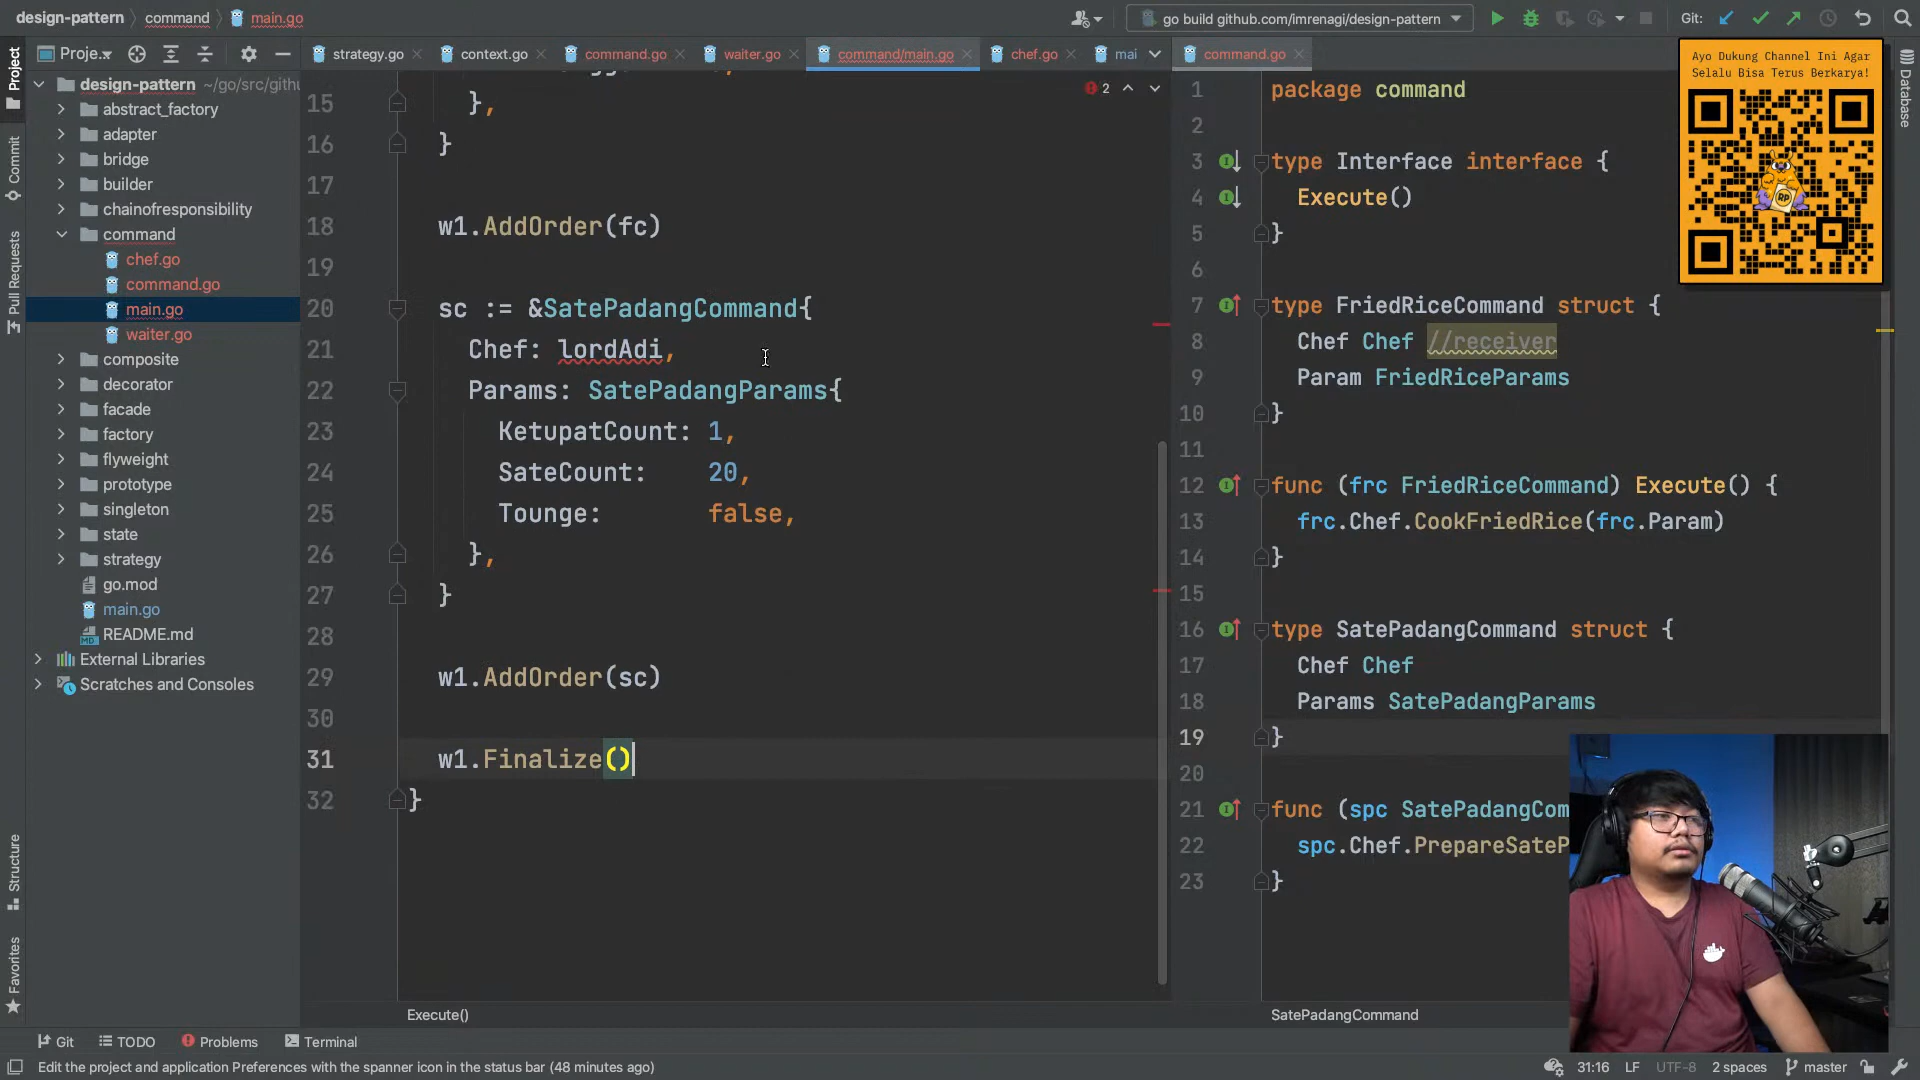 design-pattern
command
main.go
go build github.com/imrenagi/design-pattern
Git:
Proje...
strategy.go
context.go
command.go
waiter.go
command/main.go
chef.go
mai
command.go
Ayo Dukung Channel Ini Agar
Selalu Bisa Terus Berkarya!
RP
Project
Commit
Pull Requests
Structure
Favorites
Database
design-pattern ~/go/src/githu
abstract_factory
adapter
bridge
builder
chainofresponsibility
command
chef.go
command.go
main.go
waiter.go
composite
decorator
facade
factory
flyweight
prototype
singleton
state
strategy
go.mod
main.go
README.md
External Libraries
Scratches and Consoles
2
15 },
16 }
17
18 w1.AddOrder(fc)
19
20 sc := &SatePadangCommand{
21 Chef: lordAdi,
22 Params: SatePadangParams{
23 KetupatCount: 1,
24 SateCount: 20,
25 Tounge: false,
26 },
27 }
28
29 w1.AddOrder(sc)
30
31 w1.Finalize()
32 }
Execute()
1 package command
2
3 type Interface interface {
4 Execute()
5 }
6
7 type FriedRiceCommand struct {
8 Chef Chef //receiver
9 Param FriedRiceParams
10 }
11
12 func (frc FriedRiceCommand) Execute() {
13 frc.Chef.CookFriedRice(frc.Param)
14 }
15
16 type SatePadangCommand struct {
17 Chef Chef
18 Params SatePadangParams
19 }
20
21 func (spc SatePadangCom
22 spc.Chef.PrepareSateP
23 }
SatePadangCommand
Git
TODO
Problems
Terminal
Edit the project and application Preferences with the spanner icon in the status bar (48 minutes ago)
31:16
LF
UTF-8
2 spaces
master